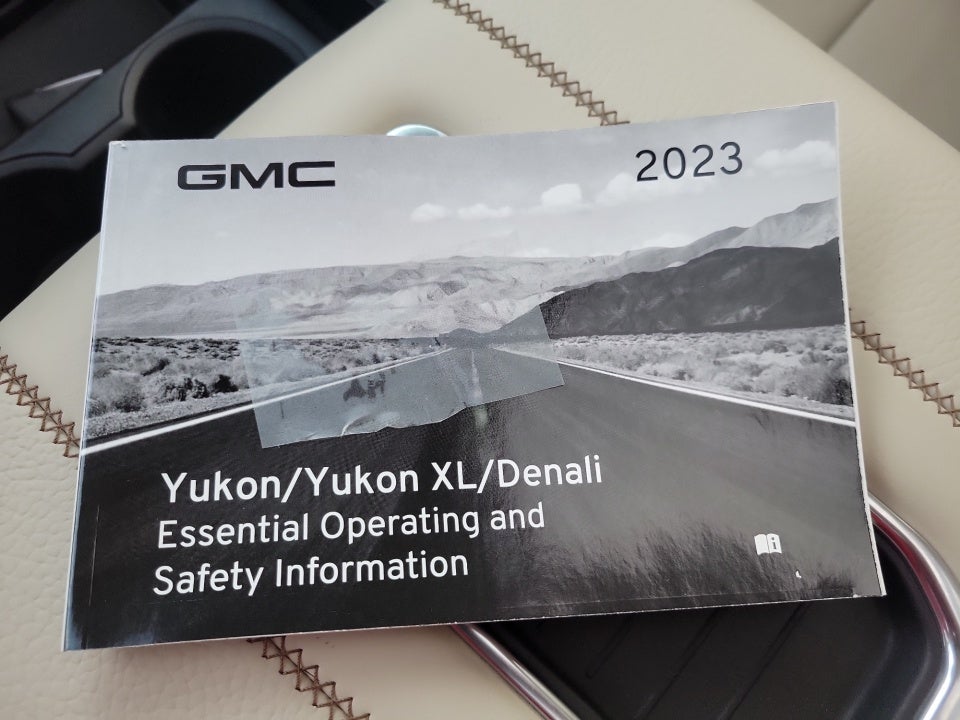 GMC
2023
Yukon/Yukon XL/Denali
Essential Operating and
Safety Information